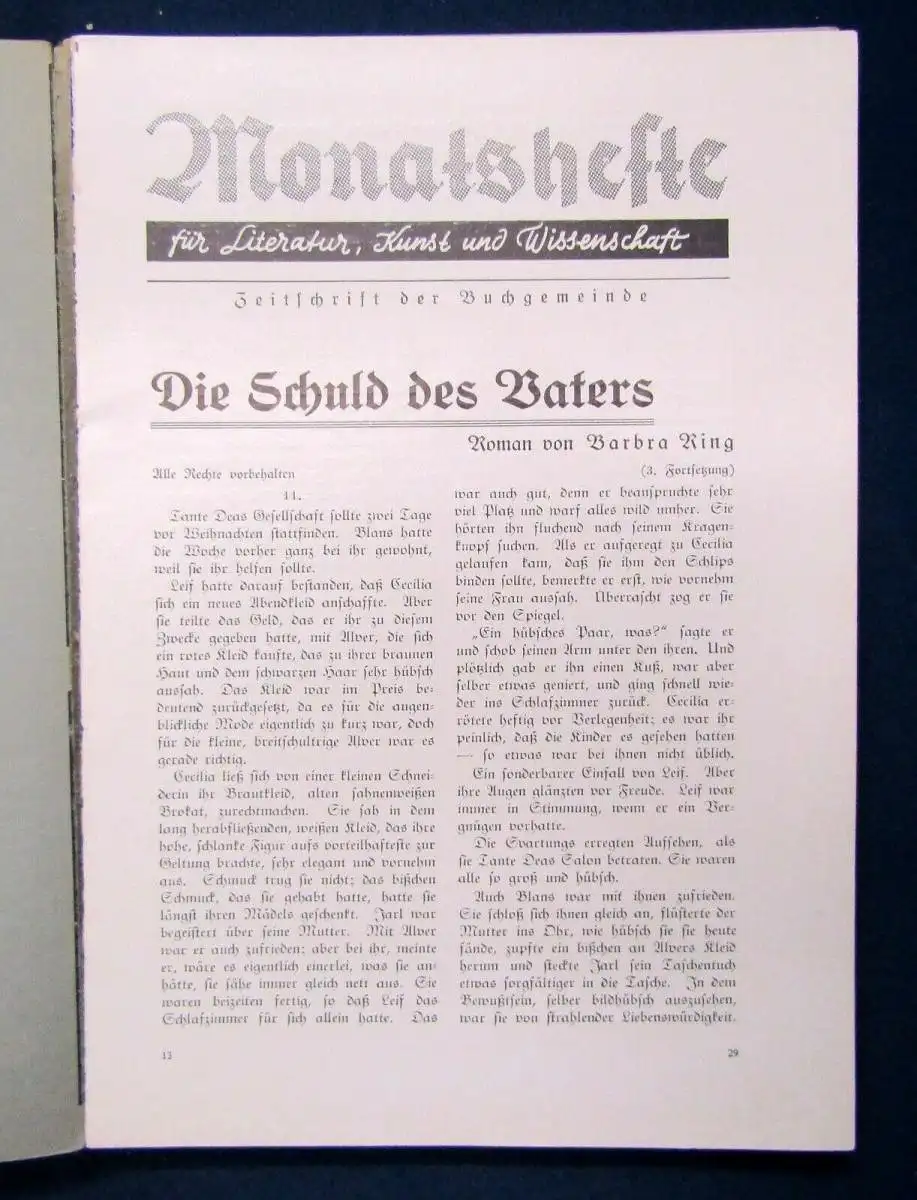 Monatshefte
für Literatur, Kunst und Wissenschaft
Zeitschrift der Buchgemeinde
Die Schuld des Vaters
Roman von Barbra Ring
Alle Rechte vorbehalten
(3. Fortsetzung)
11.
Tante Deas Gesellschaft sollte zwei Tage
vor Weihnachten stattfinden. Blans hatte
die Woche vorher ganz bei ihr gewohnt,
weil sie ihr helfen sollte.
Leif hatte darauf bestanden, daß Cecilia
sich ein neues Abendkleid anschaffte. Aber
sie teilte das Geld, das er ihr zu diesem
Zwecke gegeben hatte, mit Alver, die sich
ein rotes Kleid kaufte, das zu ihrer braunen
Haut und dem schwarzen Haar sehr hübsch
aussah. Das Kleid war im Preis be-
deutend zurückgesetzt, da es für die augen-
blickliche Mode eigentlich zu kurz war, doch
für die kleine, breitschultrige Alver war es
gerade richtig.
Cecilia ließ sich von einer kleinen Schnei-
derin ihr Brautkleid, alten sahnenweißen
Brokat, zurechtmachen. Sie sah in dem
lang herabfließenden, weißen Kleid, das ihre
hohe, schlanke Figur aufs vorteilhafteste zur
Geltung brachte, sehr elegant und vornehm
aus. Schmuck trug sie nicht; das bißchen
Schmuck, das sie gehabt hatte, hatte sie
längst ihren Mädels geschenkt. Jarl war
begeistert über seine Mutter. Mit Alver
war er auch zufrieden; aber bei ihr, meinte
er, wäre es eigentlich einerlei, was sie an-
hätte, sie sähe immer gleich nett aus. Sie
waren beizeiten fertig, so daß Leif das
Schlafzimmer für sich allein hatte. Das
war auch gut, denn er beanspruchte sehr
viel Platz und warf alles wild umher. Sie
hörten ihn fluchend nach seinem Kragen-
knopf suchen. Als er aufgeregt zu Cecilia
gelaufen kam, daß sie ihm den Schlips
binden sollte, bemerkte er erst, wie vornehm
seine Frau aussah. Überrascht zog er sie
vor den Spiegel.
„Ein hübsches Paar, was?“ sagte er
und schob seinen Arm unter den ihren. Und
plötzlich gab er ihn einen Kuß, war aber
selber etwas geniert, und ging schnell wie-
der ins Schlafzimmer zurück. Cecilia er-
rötete heftig vor Verlegenheit; es war ihr
peinlich, daß die Kinder es gesehen hatten
— so etwas war bei ihnen nicht üblich.
Ein sonderbarer Einfall von Leif. Aber
ihre Augen glänzten vor Freude. Leif war
immer in Stimmung, wenn er ein Ver-
gnügen vorhatte.
Die Svartungs erregten Aufsehen, als
sie Tante Deas Salon betraten. Sie waren
alle so groß und hübsch.
Auch Blans war mit ihnen zufrieden.
Sie schloß sich ihnen gleich an, flüsterte der
Mutter ins Ohr, wie hübsch sie sie heute
fände, zupfte ein bißchen an Alvers Kleid
herum und steckte Jarl sein Taschentuch
etwas sorgfältiger in die Tasche. In dem
Bewußtsein, selber bildhübsch auszusehen,
war sie von strahlender Liebenswürdigkeit.
13
29